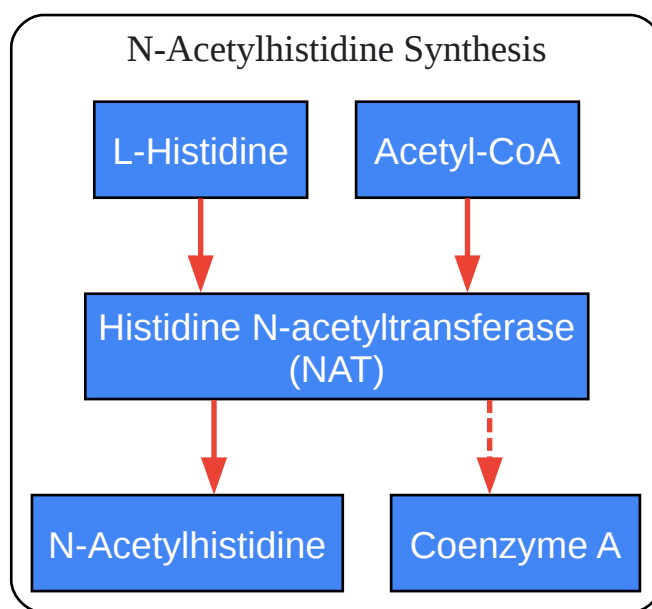 N-Acetylhistidine Synthesis
L-Histidine
Acetyl-CoA
Histidine N-acetyltransferase
(NAT)
N-Acetylhistidine
Coenzyme A